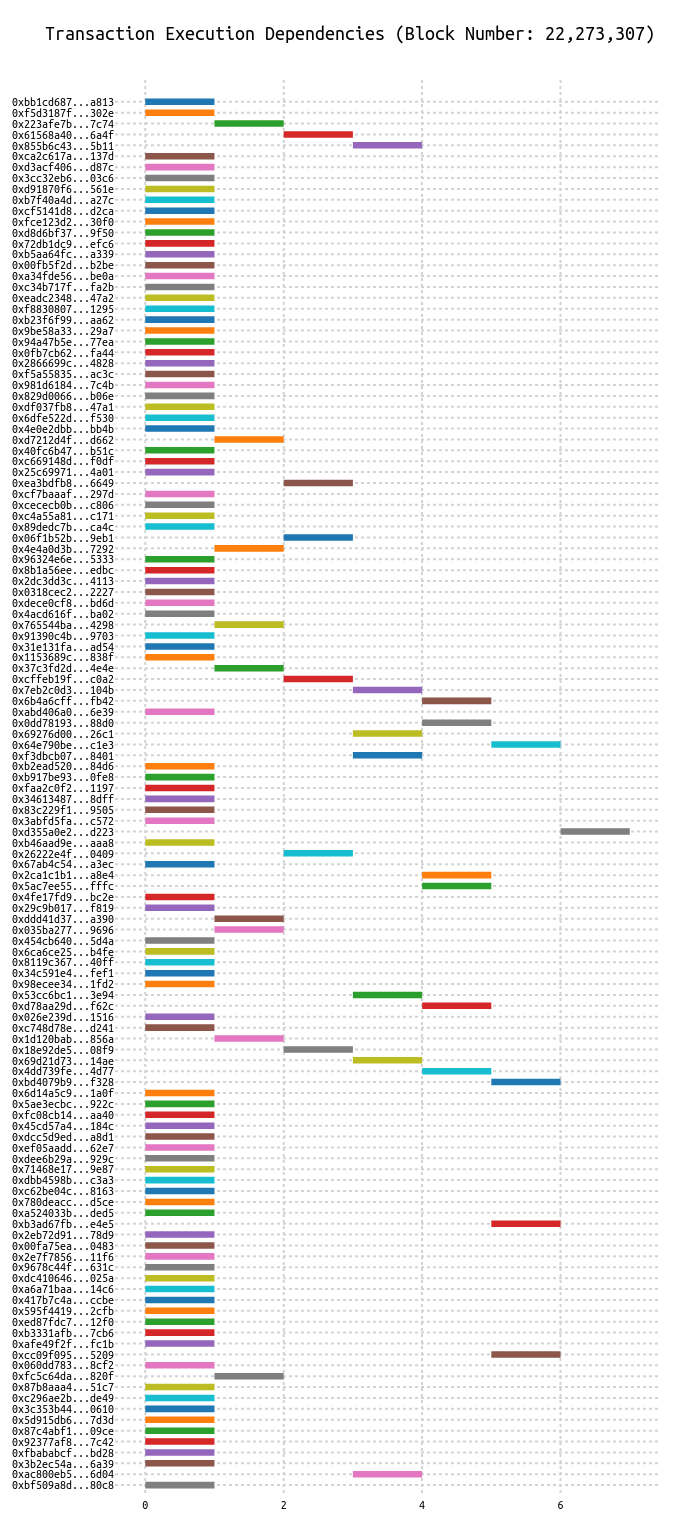 Transaction Execution Dependencies (Block Number: 22,273,307)
0xbb1cd687...a813
0xf5d3187f...302e
0x223afe7b...7c74
0x61568a40...6a4f
0x855b6c43...5b11
0xca2c617a...137d
0xd3acf406...d87c
0x3cc32eb6...03c6
0xd91870f6...561e
0xb7f40a4d...a27c
0xcf5141d8...d2ca
0xfce123d2...30f0
0xd8d6bf37...9f50
0x72db1dc9...efc6
0xb5aa64fc...a339
0x00fb5f2d...b2be
0xa34fde56...be0a
0xc34b717f...fa2b
0xeadc2348...47a2
0xf8830807...1295
0xb23f6f99...aa62
0x9be58a33...29a7
0x94a47b5e...77ea
0x0fb7cb62...fa44
0x2866699c...4828
0xf5a55835...ac3c
0x981d6184...7c4b
0x829d0066...b06e
0xdf037fb8...47a1
0x6dfe522d...f530
0x4e0e2dbb...bb4b
0xd7212d4f...d662
0x40fc6b47...b51c
0xc669148d...f0df
0x25c69971...4a01
0xea3bdfb8...6649
0xcf7baaaf...297d
0xcececb0b...c806
0xc4a55a81...c171
0x89dedc7b...ca4c
0x06f1b52b...9eb1
0x4e4a0d3b...7292
0x96324e6e...5333
0x8b1a56ee...edbc
0x2dc3dd3c...4113
0x0318cec2...2227
0xdece0cf8...bd6d
0x4acd616f...ba02
0x765544ba...4298
0x91390c4b...9703
0x31e131fa...ad54
0x1153689c...838f
0x37c3fd2d...4e4e
0xcffeb19f...c0a2
0x7eb2c0d3...104b
0x6b4a6cff...fb42
0xabd406a0...6e39
0x0dd78193...88d0
0x69276d00...26c1
0x64e790be...c1e3
0xf3dbcb07...8401
0xb2ead520...84d6
0xb917be93...0fe8
0xfaa2c0f2...1197
0x34613487...8dff
0x83c229f1...9505
0x3abfd5fa...c572
0xd355a0e2...d223
0xb46aad9e...aaa8
0x26222e4f...0409
0x67ab4c54...a3ec
0x2ca1c1b1...a8e4
0x5ac7ee55...fffc
0x4fe17fd9...bc2e
0x29c9b017...f819
0xddd41d37...a390
0x035ba277...9696
0x454cb640...5d4a
0x6ca6ce25...b4fe
0x8119c367...40ff
0x34c591e4...fef1
0x98ecee34...1fd2
0x53cc6bc1...3e94
0xd78aa29d...f62c
0x026e239d...1516
0xc748d78e...d241
0x1d120bab...856a
0x18e92de5...08f9
0x69d21d73...14ae
0x4dd739fe...4d77
0xbd4079b9...f328
0x6d14a5c9...1a0f
0x5ae3ecbc...922c
0xfc08cb14...aa40
0x45cd57a4...184c
0xdcc5d9ed...a8d1
0xef05aadd...62e7
0xdee6b29a...929c
0x71468e17...9e87
0xdbb4598b...c3a3
0xc62be04c...8163
0x780deacc...d5ce
0xa524033b...ded5
0xb3ad67fb...e4e5
0x2eb72d91...78d9
0x00fa75ea...0483
0x2e7f7856...11f6
0x9678c44f...631c
0xdc410646...025a
0xa6a71baa...14c6
0x417b7c4a...ccbe
0x595f4419...2cfb
0xed87fdc7...12f0
0xb3331afb...7cb6
0xafe49f2f...fc1b
0xcc09f095...5209
0x060dd783...8cf2
0xfc5c64da...820f
0x87b8aaa4...51c7
0xc296ae2b...de49
0x3c353b44...0610
0x5d915db6...7d3d
0x87c4abf1...09ce
0x92377af8...7c42
0xfbababcf...bd28
0x3b2ec54a...6a39
0xac800eb5...6d04
0xbf509a8d...80c8
0 2 4 6